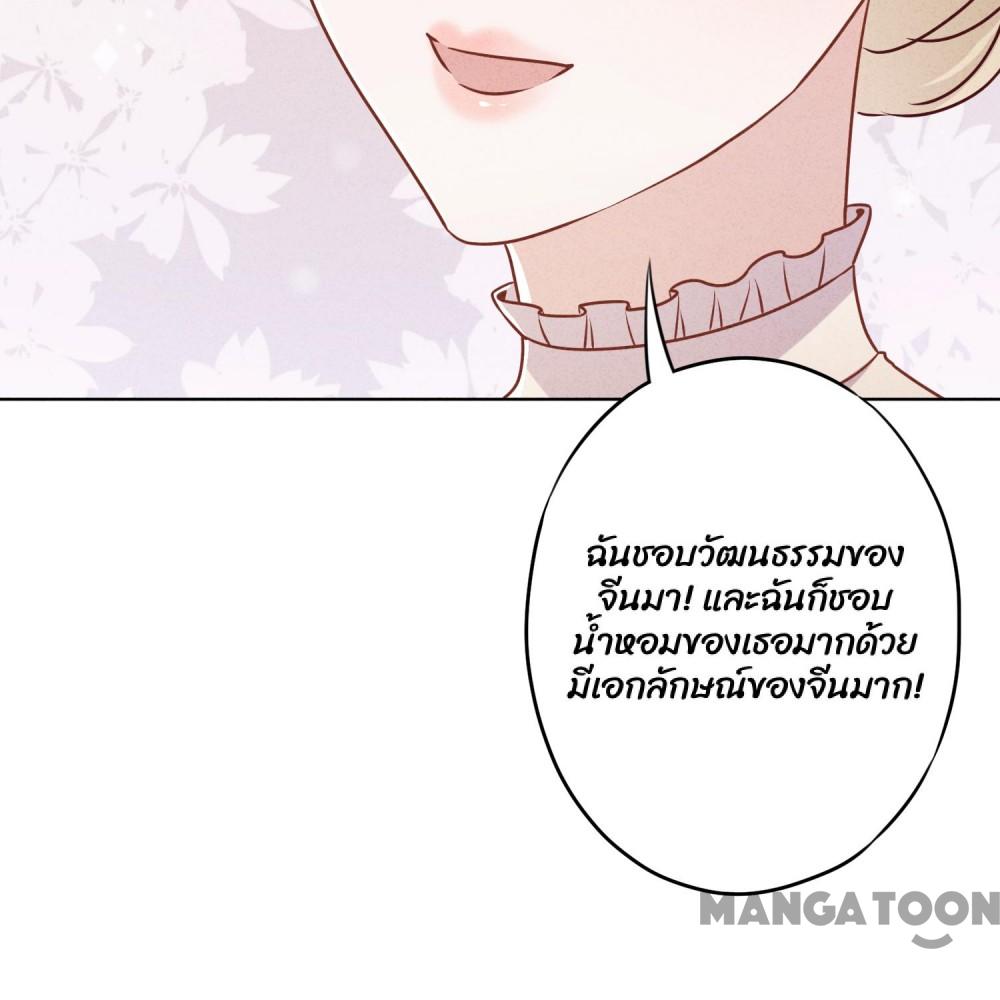 ฉันชอบวัฒนธรรมของ
จีนมา! และฉันก็ชอบ
น้ำหอมของเธอมากด้วย
มีเอกลักษณ์ของจีนมาก!
MANGATOON